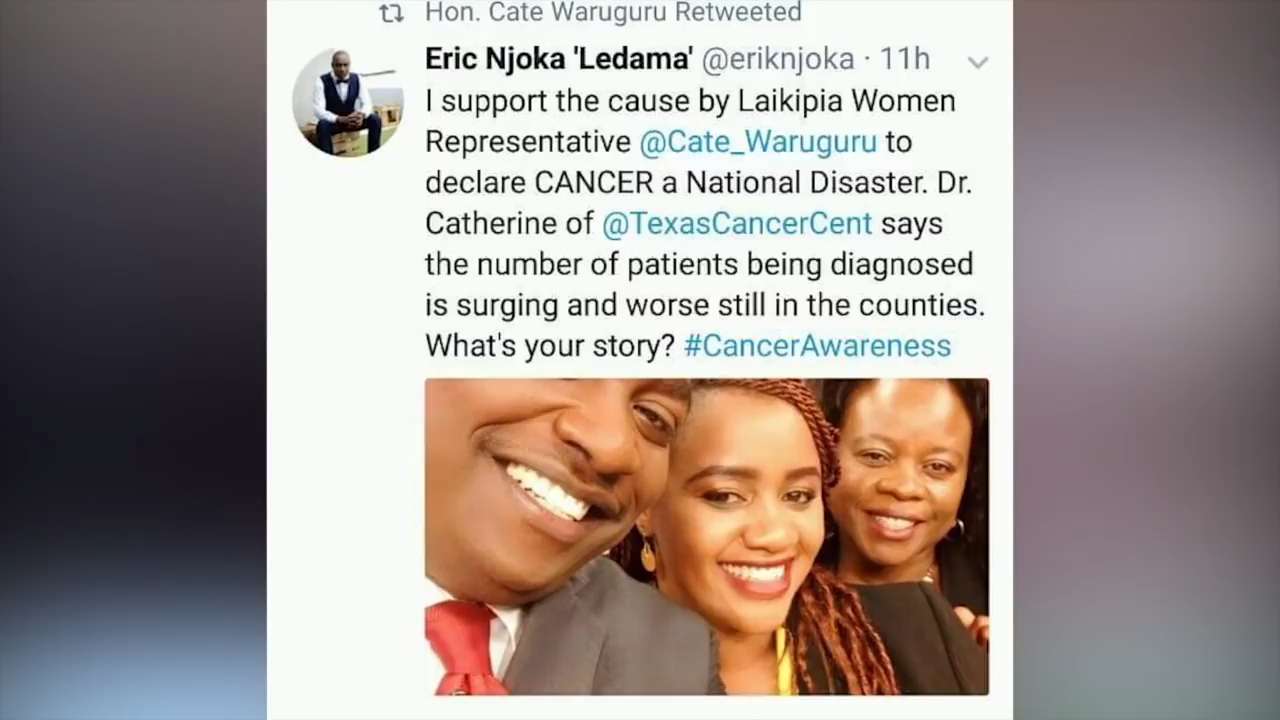 Hon. Cate Waruguru Retweeted
Eric Njoka 'Ledama' @eriknjoka · 11h
I support the cause by Laikipia Women
Representative @Cate_Waruguru to
declare CANCER a National Disaster. Dr.
Catherine of @TexasCancerCent says
the number of patients being diagnosed
is surging and worse still in the counties.
What's your story? #CancerAwareness